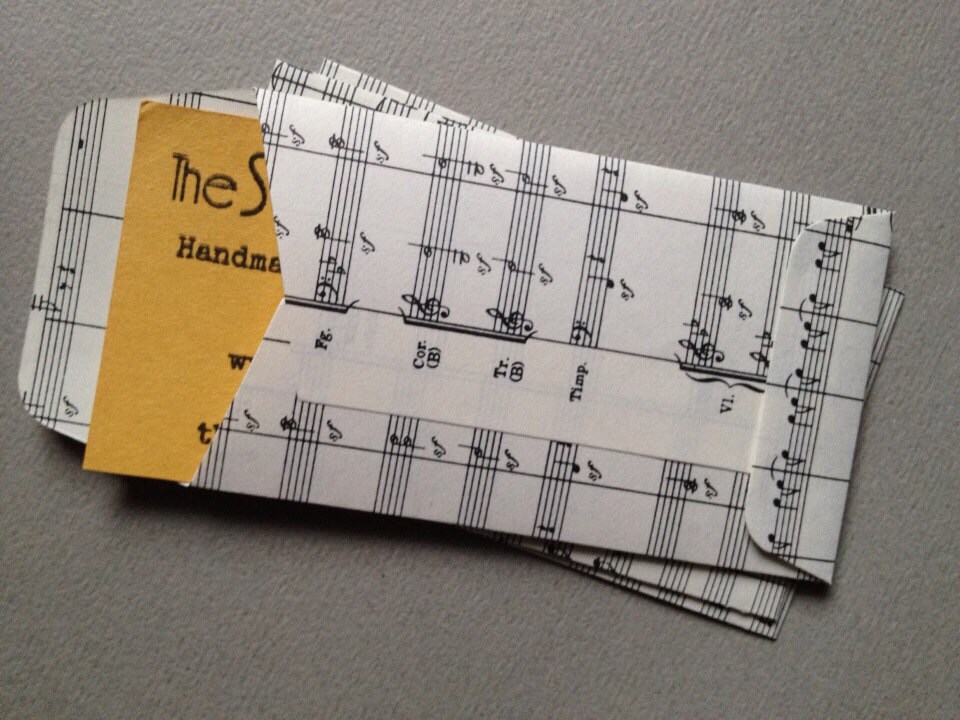 The S
Handma
w
t
Fg.
Cor.
(B)
Tr.
(B)
Timp.
Vl.